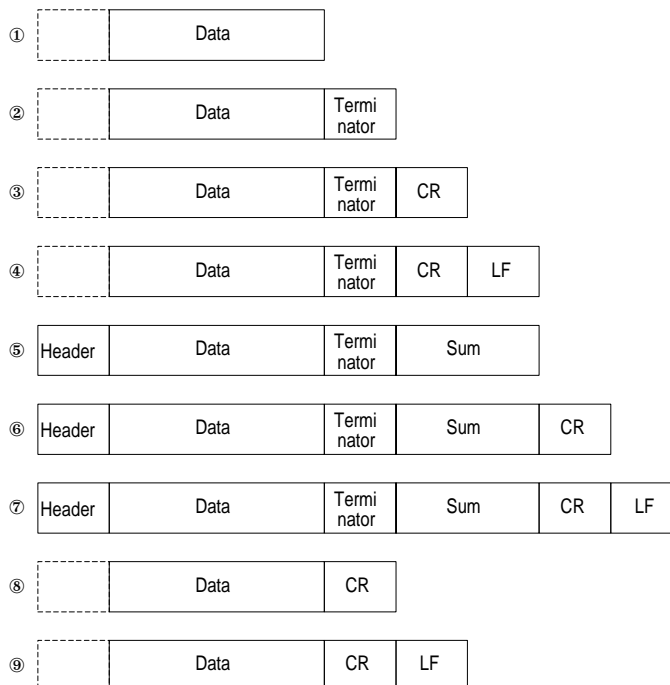 ① Data
② Data Termi
nator
③ Data Termi
nator CR
④ Data Termi
nator CR LF
⑤ Header Data Termi
nator Sum
⑥ Header Data Termi
nator Sum CR
⑦ Header Data Termi
nator Sum CR LF
⑧ Data CR
⑨ Data CR LF